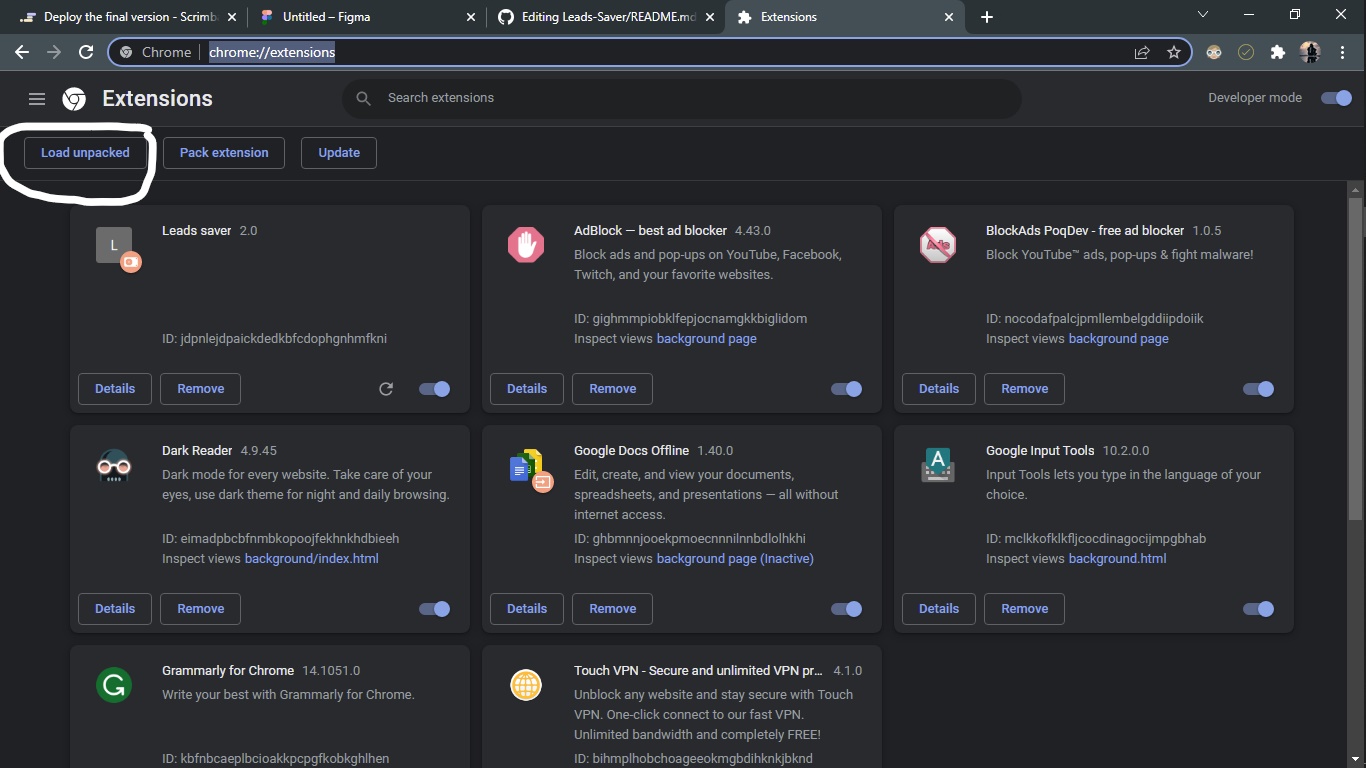 Deploy the final version - Scrimb
Untitled – Figma
Editing Leads-Saver/README.md
Extensions
Chrome
chrome://extensions
Extensions
Search extensions
Developer mode
Load unpacked
Pack extension
Update
L
Leads saver 2.0
ID: jdpnlejdpaickdedkbfcdophgnhmfkni
Details
Remove
AdBlock — best ad blocker 4.43.0
Block ads and pop-ups on YouTube, Facebook,
Twitch, and your favorite websites.
ID: gighmmpiobklfepjocnamgkkbiglidom
Inspect views background page
Details
Remove
Ads
BlockAds PoqDev - free ad blocker 1.0.5
Block YouTube™ ads, pop-ups & fight malware!
ID: nocodafpalcjpmllembelgddiipdoiik
Inspect views background page
Details
Remove
Dark Reader 4.9.45
Dark mode for every website. Take care of your
eyes, use dark theme for night and daily browsing.
ID: eimadpbcbfnmbkopoojfekhnkhdbieeh
Inspect views background/index.html
Details
Remove
Google Docs Offline 1.40.0
Edit, create, and view your documents,
spreadsheets, and presentations — all without
internet access.
ID: ghbmnnjooekpmoecnnnilnnbdlolhkhi
Inspect views background page (Inactive)
Details
Remove
A
Google Input Tools 10.2.0.0
Input Tools lets you type in the language of your
choice.
ID: mclkkofklkfljcocdinagocijmpgbhab
Inspect views background.html
Details
Remove
G
Grammarly for Chrome 14.1051.0
Write your best with Grammarly for Chrome.
ID: kbfnbcaeplbcioakkpcpgfkobkghlhen
Touch VPN - Secure and unlimited VPN pr... 4.1.0
Unblock any website and stay secure with Touch
VPN. One-click connect to our fast VPN.
Unlimited bandwidth and completely FREE!
ID: bihmplhobchoageeokmgbdihknkjbknd